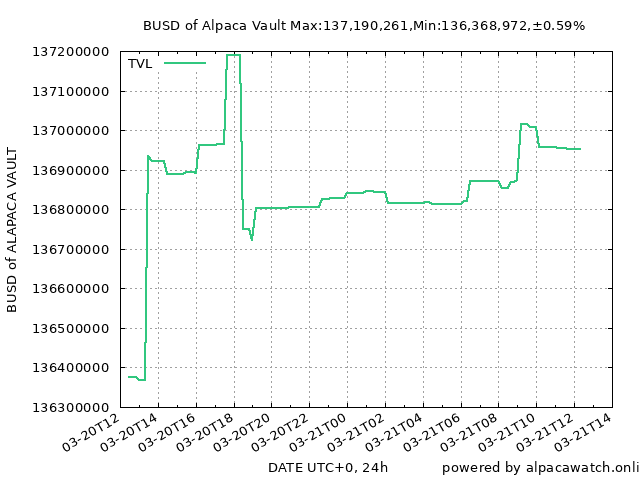 BUSD of Alpaca Vault Max:137,190,261,Min:136,368,972,±0.59%
TVL
137200000
137100000
137000000
136900000
136800000
136700000
136600000
136500000
136400000
136300000
BUSD of ALAPACA VAULT
03-20T12
03-20T14
03-20T16
03-20T18
03-20T20
03-20T22
03-21T00
03-21T02
03-21T04
03-21T06
03-21T08
03-21T10
03-21T12
03-21T14
DATE UTC+0, 24h
powered by alpacawatch.onli